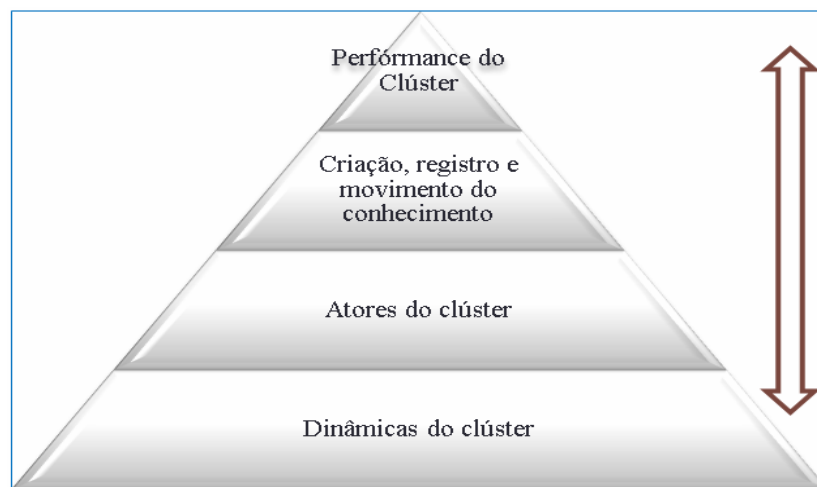 Perfórmance do
Clúster
Criação, registro e
movimento do
conhecimento
Atores do clúster
Dinâmicas do clúster